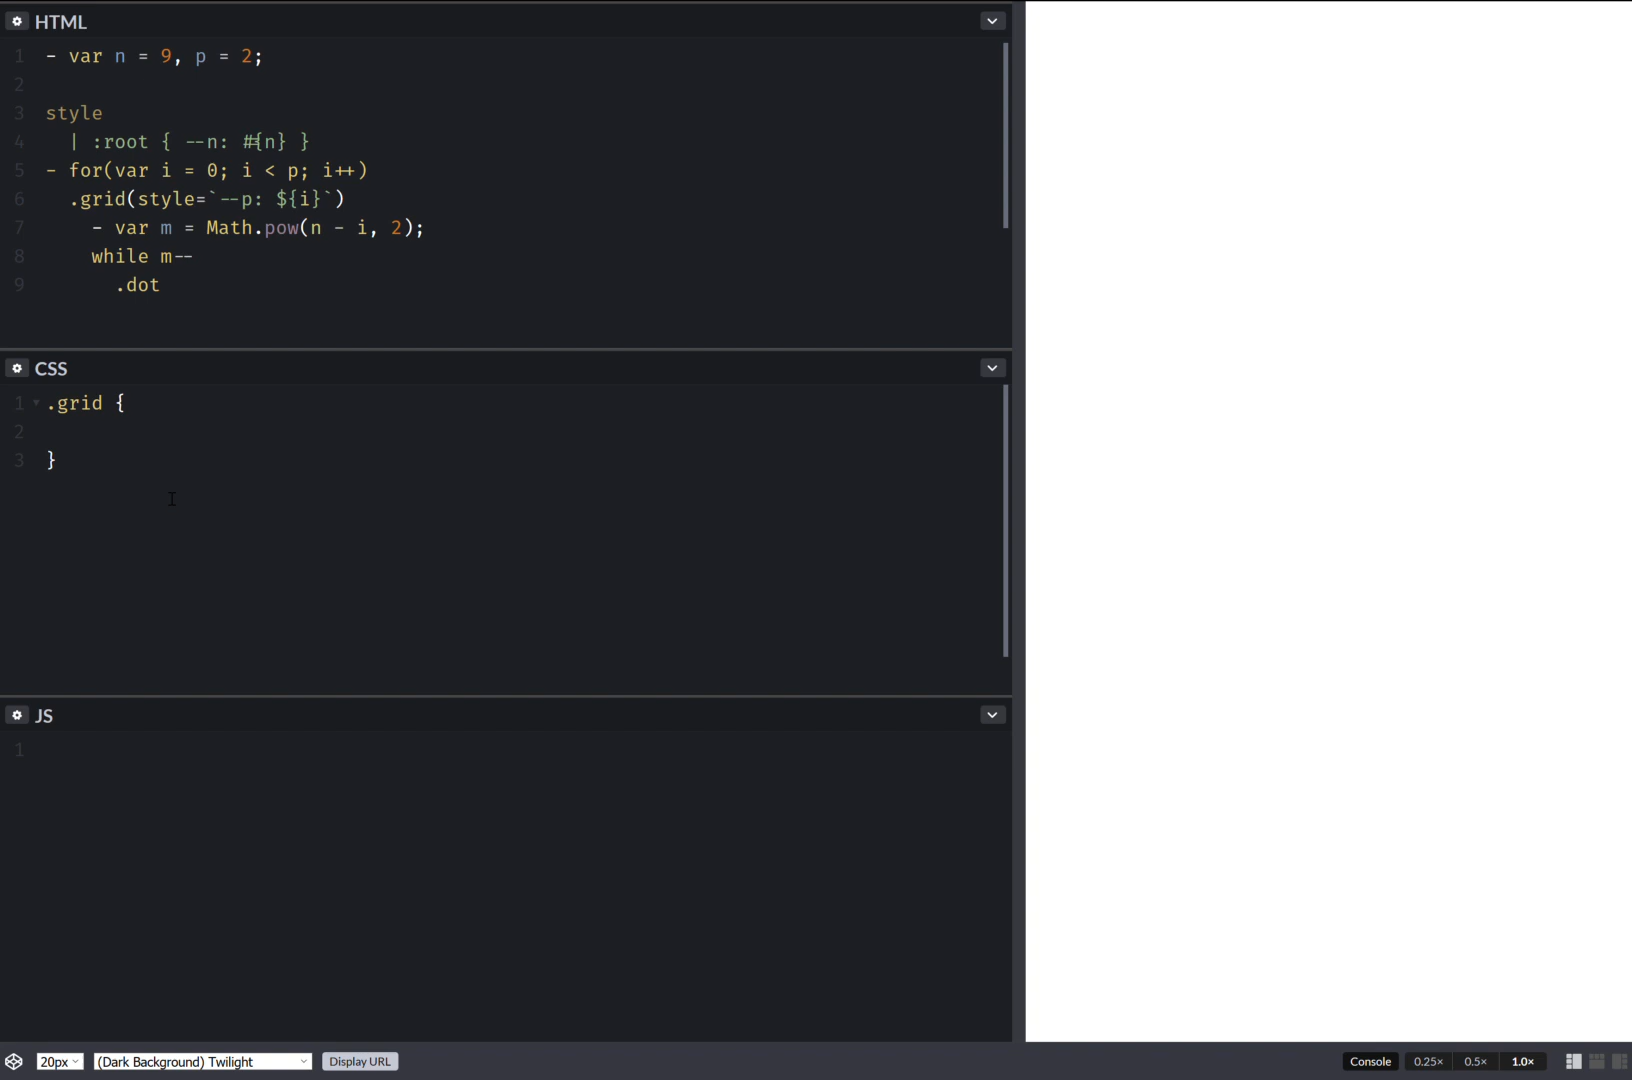 HTML
1 - var n = 9, p = 2;
2
3 style
4   | :root { --n: #{n} }
5 - for(var i = 0; i < p; i++)
6   .grid(style=`--p: ${i}`)
7     - var m = Math.pow(n - i, 2);
8     while m--
9       .dot
CSS
1 .grid {
2
3 }
JS
1
20px (Dark Background) Twilight Display URL Console 0.25× 0.5× 1.0×